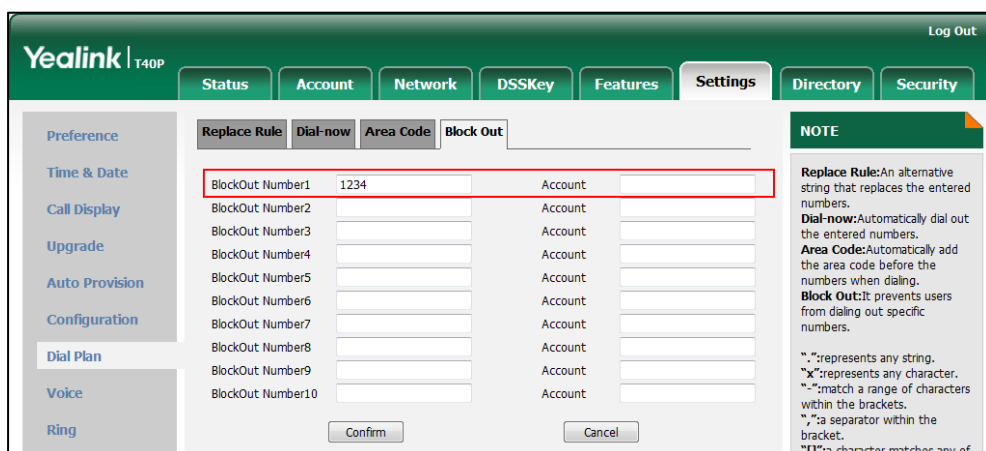 Log Out
Yealink T40P
Status Account Network DSSKey Features Settings Directory Security
Preference
Time & Date
Call Display
Upgrade
Auto Provision
Configuration
Dial Plan
Voice
Ring
Replace Rule Dial-now Area Code Block Out
BlockOut Number1 1234 Account
BlockOut Number2 Account
BlockOut Number3 Account
BlockOut Number4 Account
BlockOut Number5 Account
BlockOut Number6 Account
BlockOut Number7 Account
BlockOut Number8 Account
BlockOut Number9 Account
BlockOut Number10 Account
Confirm Cancel
NOTE
Replace Rule:An alternative
string that replaces the entered
numbers.
Dial-now:Automatically dial out
the entered numbers.
Area Code:Automatically add
the area code before the
numbers when dialing.
Block Out:It prevents users
from dialing out specific
numbers.
".":represents any string.
"x":represents any character.
"-":match a range of characters
within the brackets.
",":a separator within the
bracket.
"[]":a character matches any of